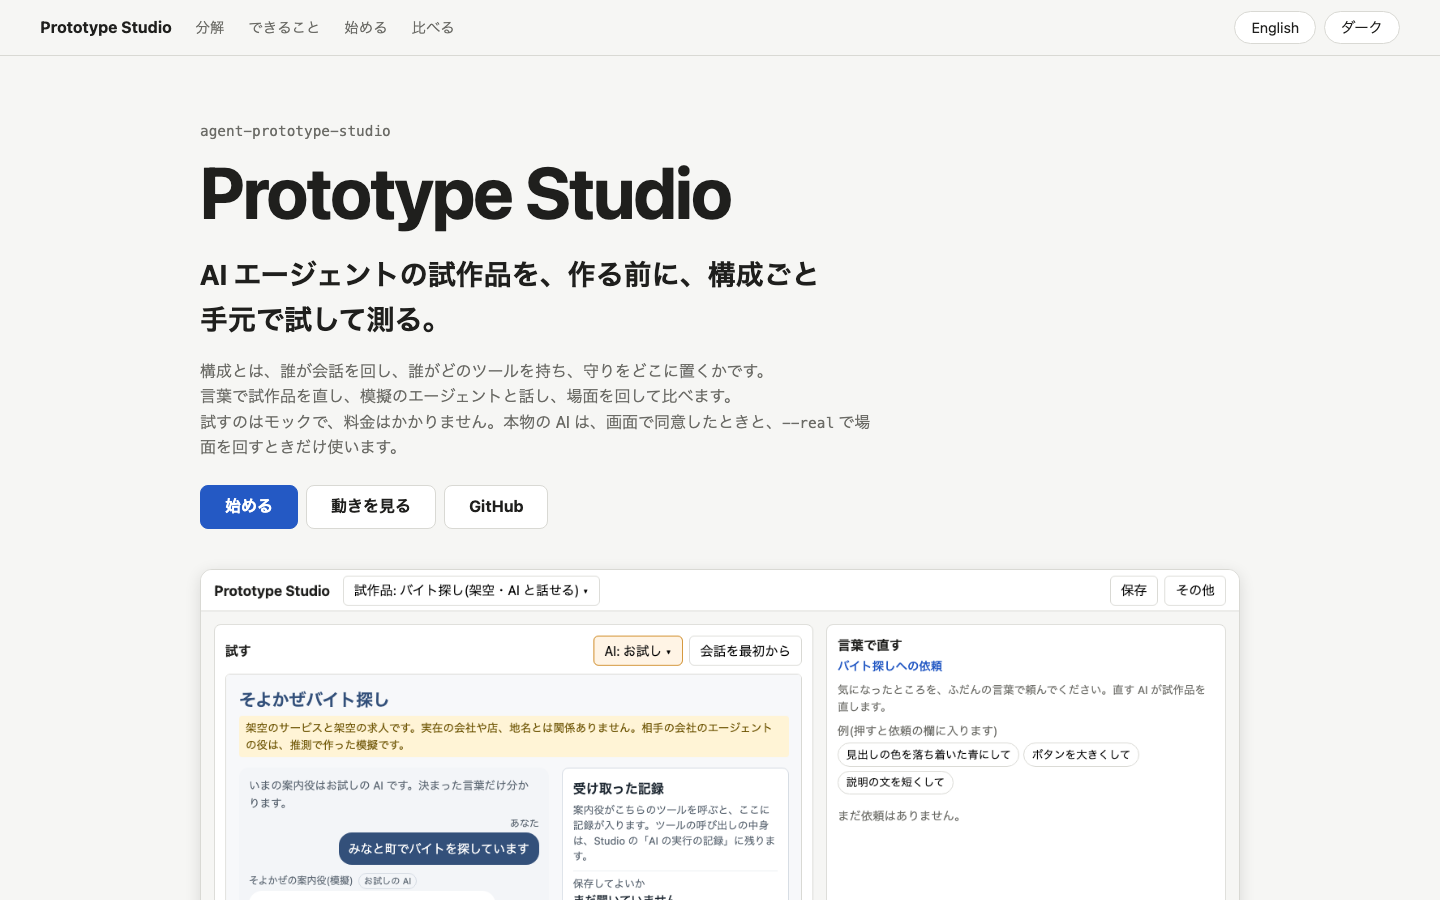 Prototype Studio 分解 できること 始める 比べる English ダーク
agent-prototype-studio
Prototype Studio
AI エージェントの試作品を、作る前に、構成ごと
手元で試して測る。
構成とは、誰が会話を回し、誰がどのツールを持ち、守りをどこに置くかです。
言葉で試作品を直し、模擬のエージェントと話し、場面を回して比べます。
試すのはモックで、料金はかかりません。本物の AI は、画面で同意したときと、--real で場
面を回すときだけ使います。
始める 動きを見る GitHub
Prototype Studio 試作品: バイト探し(架空・AI と話せる) ▾ 保存 その他
試す AI: お試し ▾ 会話を最初から
そよかぜバイト探し
架空のサービスと架空の求人です。実在の会社や店、地名とは関係ありません。相手の会社のエージェント
の役は、推測で作った模擬です。
いまの案内役はお試しの AI です。決まった言葉だけ分か
ります。
あなた
みなと町でバイトを探しています
そよかぜの案内役(模擬) お試しの AI
受け取った記録
案内役がこちらのツールを呼ぶと、ここに
記録が入ります。ツールの呼び出しの中身
は、Studio の「AI の実行の記録」に残りま
す。
保存してよいか
まだ聞いていません
言葉で直す
バイト探しへの依頼
気になったところを、ふだんの言葉で頼んでください。直す AI が試作品を
直します。
例(押すと依頼の欄に入ります)
見出しの色を落ち着いた青にして ボタンを大きくして
説明の文を短くして
まだ依頼はありません。